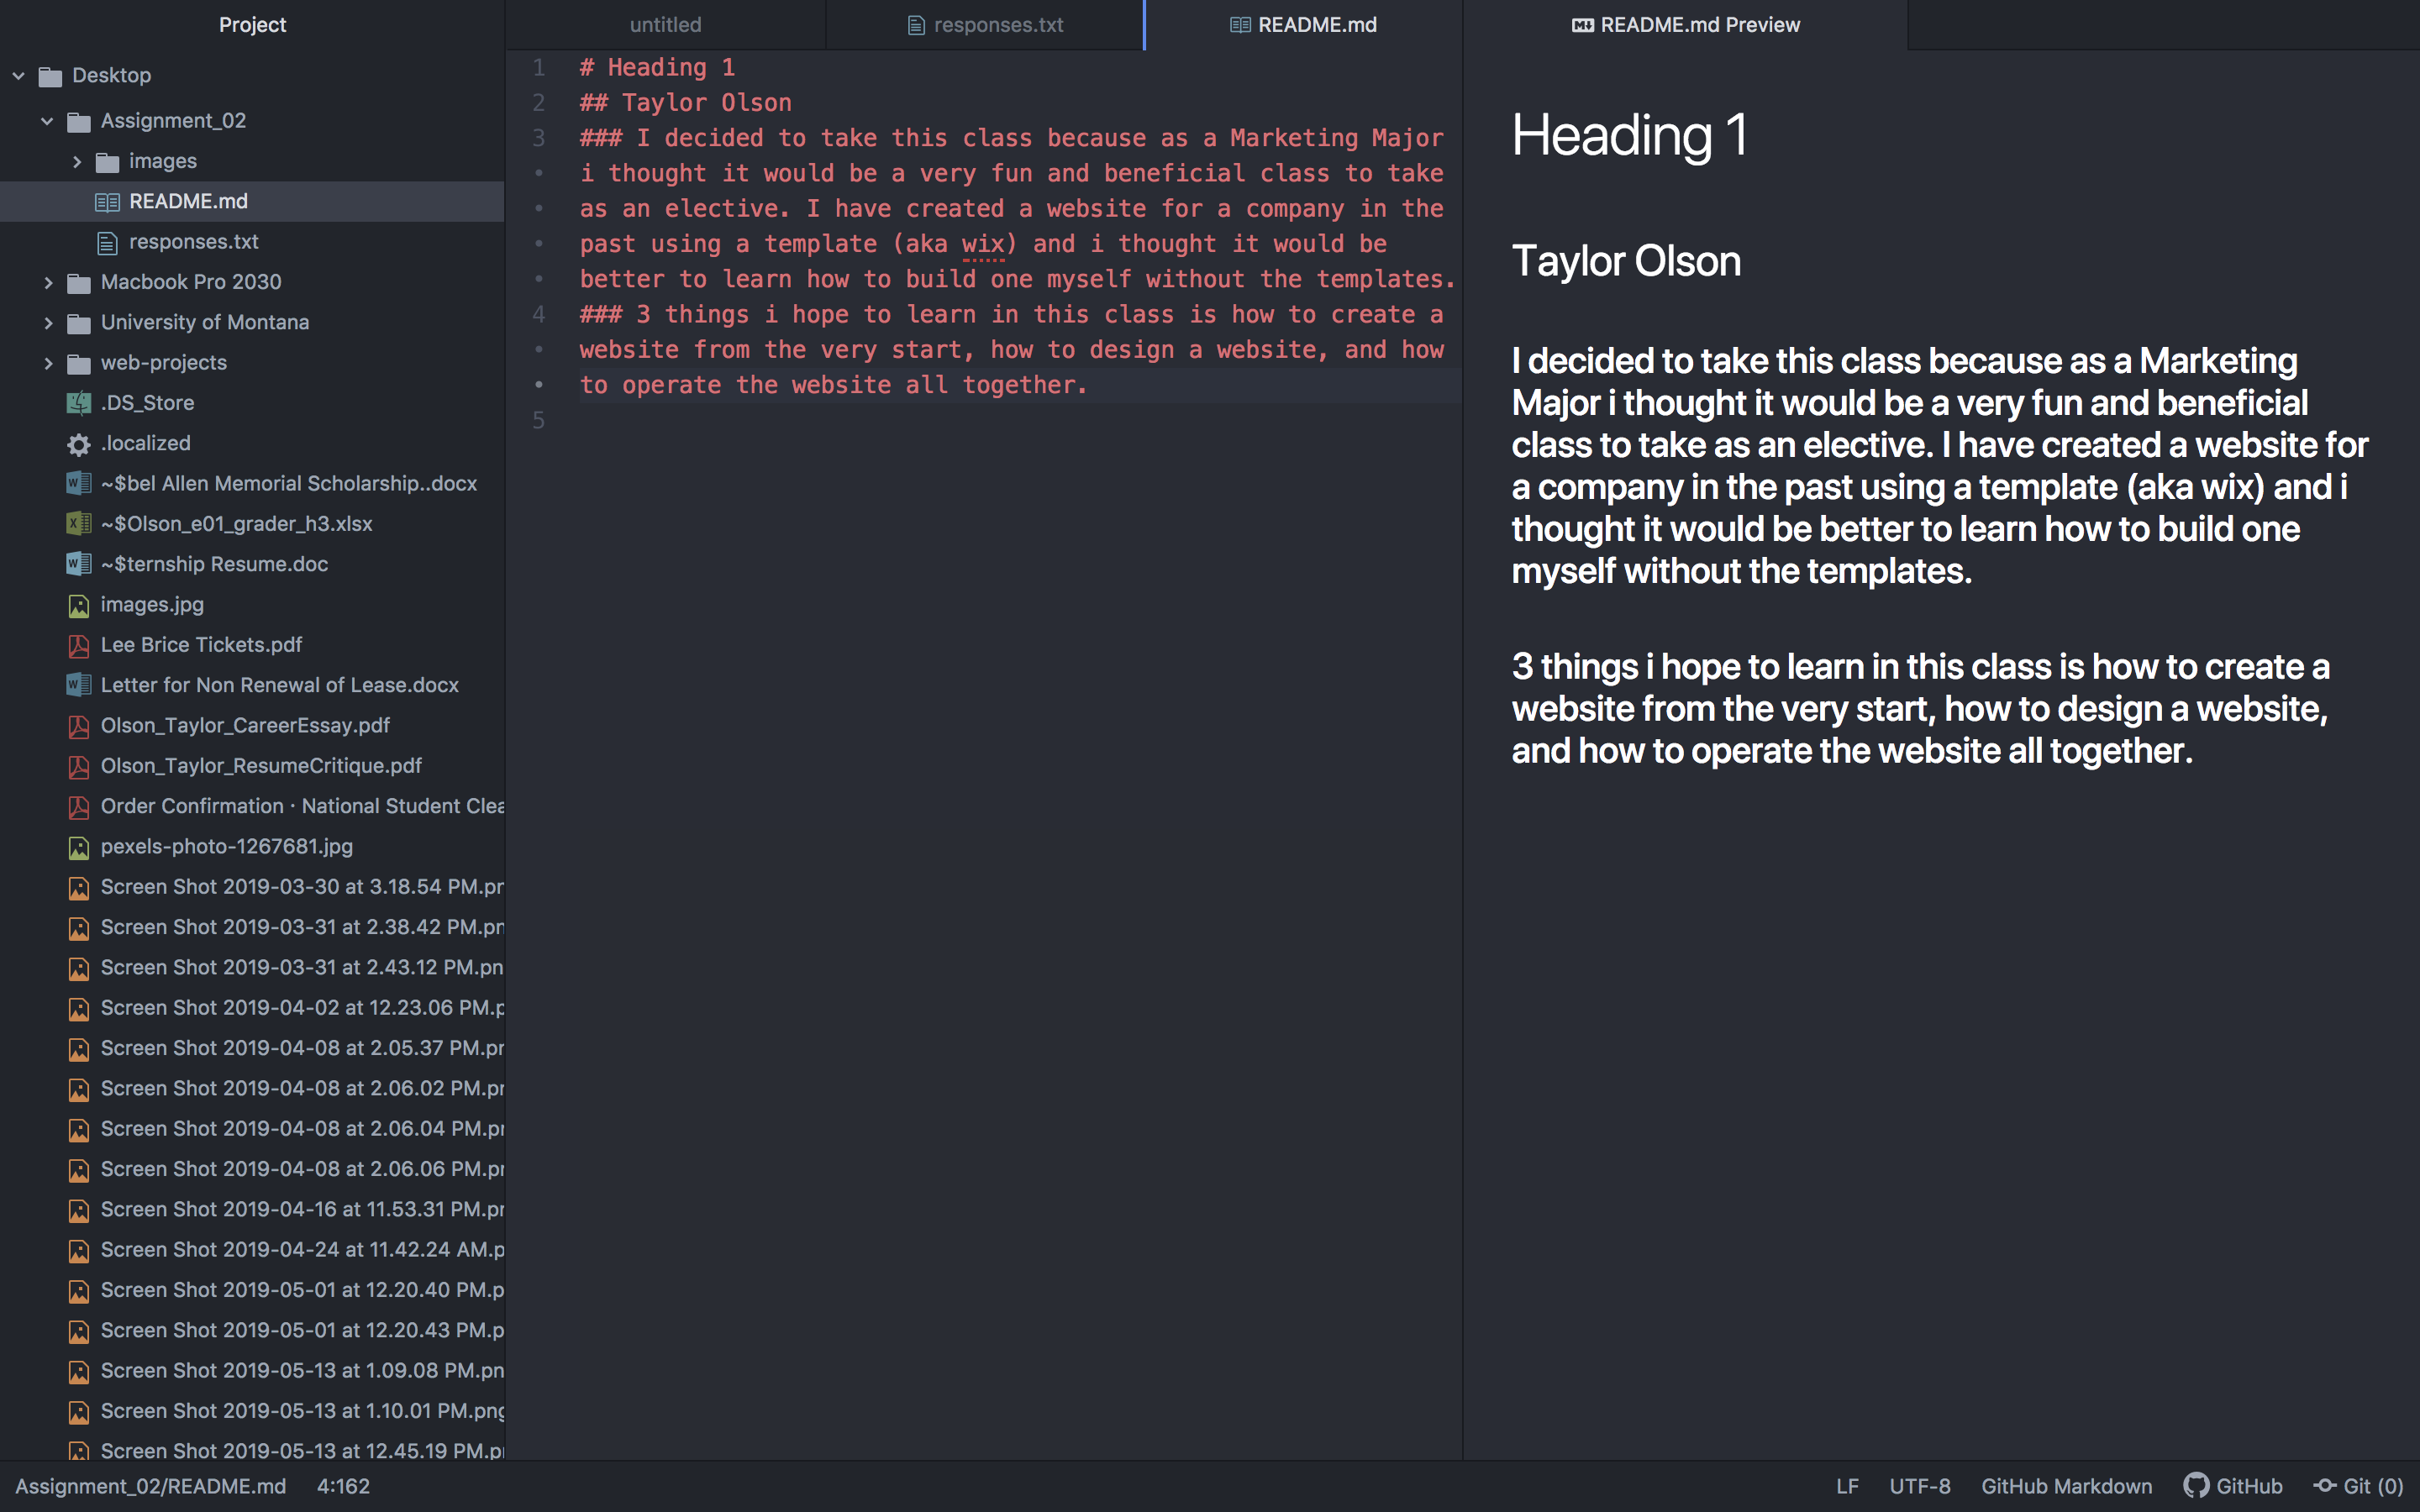 Project
Desktop
Assignment_02
images
README.md
responses.txt
Macbook Pro 2030
University of Montana
web-projects
.DS_Store
.localized
~$bel Allen Memorial Scholarship..docx
~$Olson_e01_grader_h3.xlsx
~$ternship Resume.doc
images.jpg
Lee Brice Tickets.pdf
Letter for Non Renewal of Lease.docx
Olson_Taylor_CareerEssay.pdf
Olson_Taylor_ResumeCritique.pdf
Order Confirmation · National Student Clea
pexels-photo-1267681.jpg
Screen Shot 2019-03-30 at 3.18.54 PM.pn
Screen Shot 2019-03-31 at 2.38.42 PM.pn
Screen Shot 2019-03-31 at 2.43.12 PM.pn
Screen Shot 2019-04-02 at 12.23.06 PM.p
Screen Shot 2019-04-08 at 2.05.37 PM.pn
Screen Shot 2019-04-08 at 2.06.02 PM.pn
Screen Shot 2019-04-08 at 2.06.04 PM.pn
Screen Shot 2019-04-08 at 2.06.06 PM.pn
Screen Shot 2019-04-16 at 11.53.31 PM.pn
Screen Shot 2019-04-24 at 11.42.24 AM.p
Screen Shot 2019-05-01 at 12.20.40 PM.p
Screen Shot 2019-05-01 at 12.20.43 PM.p
Screen Shot 2019-05-13 at 1.09.08 PM.pn
Screen Shot 2019-05-13 at 1.10.01 PM.png
Screen Shot 2019-05-13 at 12.45.19 PM.pn
untitled
responses.txt
README.md
1 # Heading 1
2 ## Taylor Olson
3 ### I decided to take this class because as a Marketing Major
• i thought it would be a very fun and beneficial class to take
• as an elective. I have created a website for a company in the
• past using a template (aka wix) and i thought it would be
• better to learn how to build one myself without the templates.
4 ### 3 things i hope to learn in this class is how to create a
• website from the very start, how to design a website, and how
• to operate the website all together.
5
README.md Preview
Heading 1
Taylor Olson
I decided to take this class because as a Marketing
Major i thought it would be a very fun and beneficial
class to take as an elective. I have created a website for
a company in the past using a template (aka wix) and i
thought it would be better to learn how to build one
myself without the templates.
3 things i hope to learn in this class is how to create a
website from the very start, how to design a website,
and how to operate the website all together.
Assignment_02/README.md 4:162
LF UTF-8 GitHub Markdown GitHub Git (0)